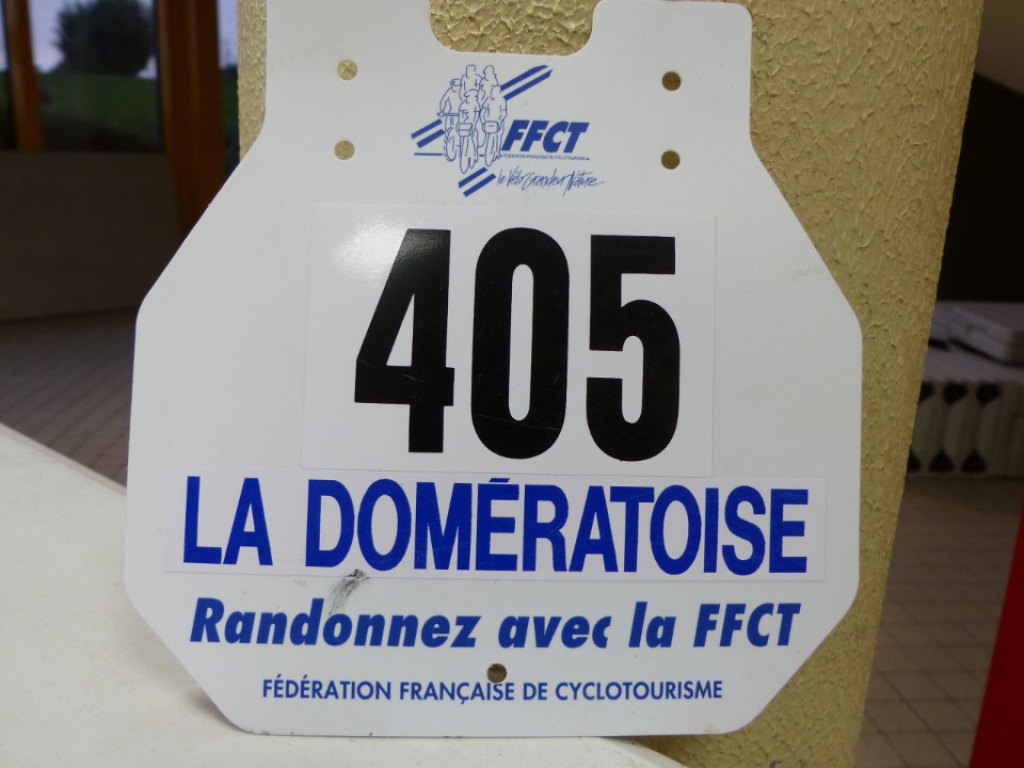 FFCT
FÉDÉRATION FRANÇAISE DE CYCLOTOURISME
le Vélo Grandeur Nature
405
LA DOMÉRATOISE
Randonnez avec la FFCT
FÉDÉRATION FRANÇAISE DE CYCLOTOURISME